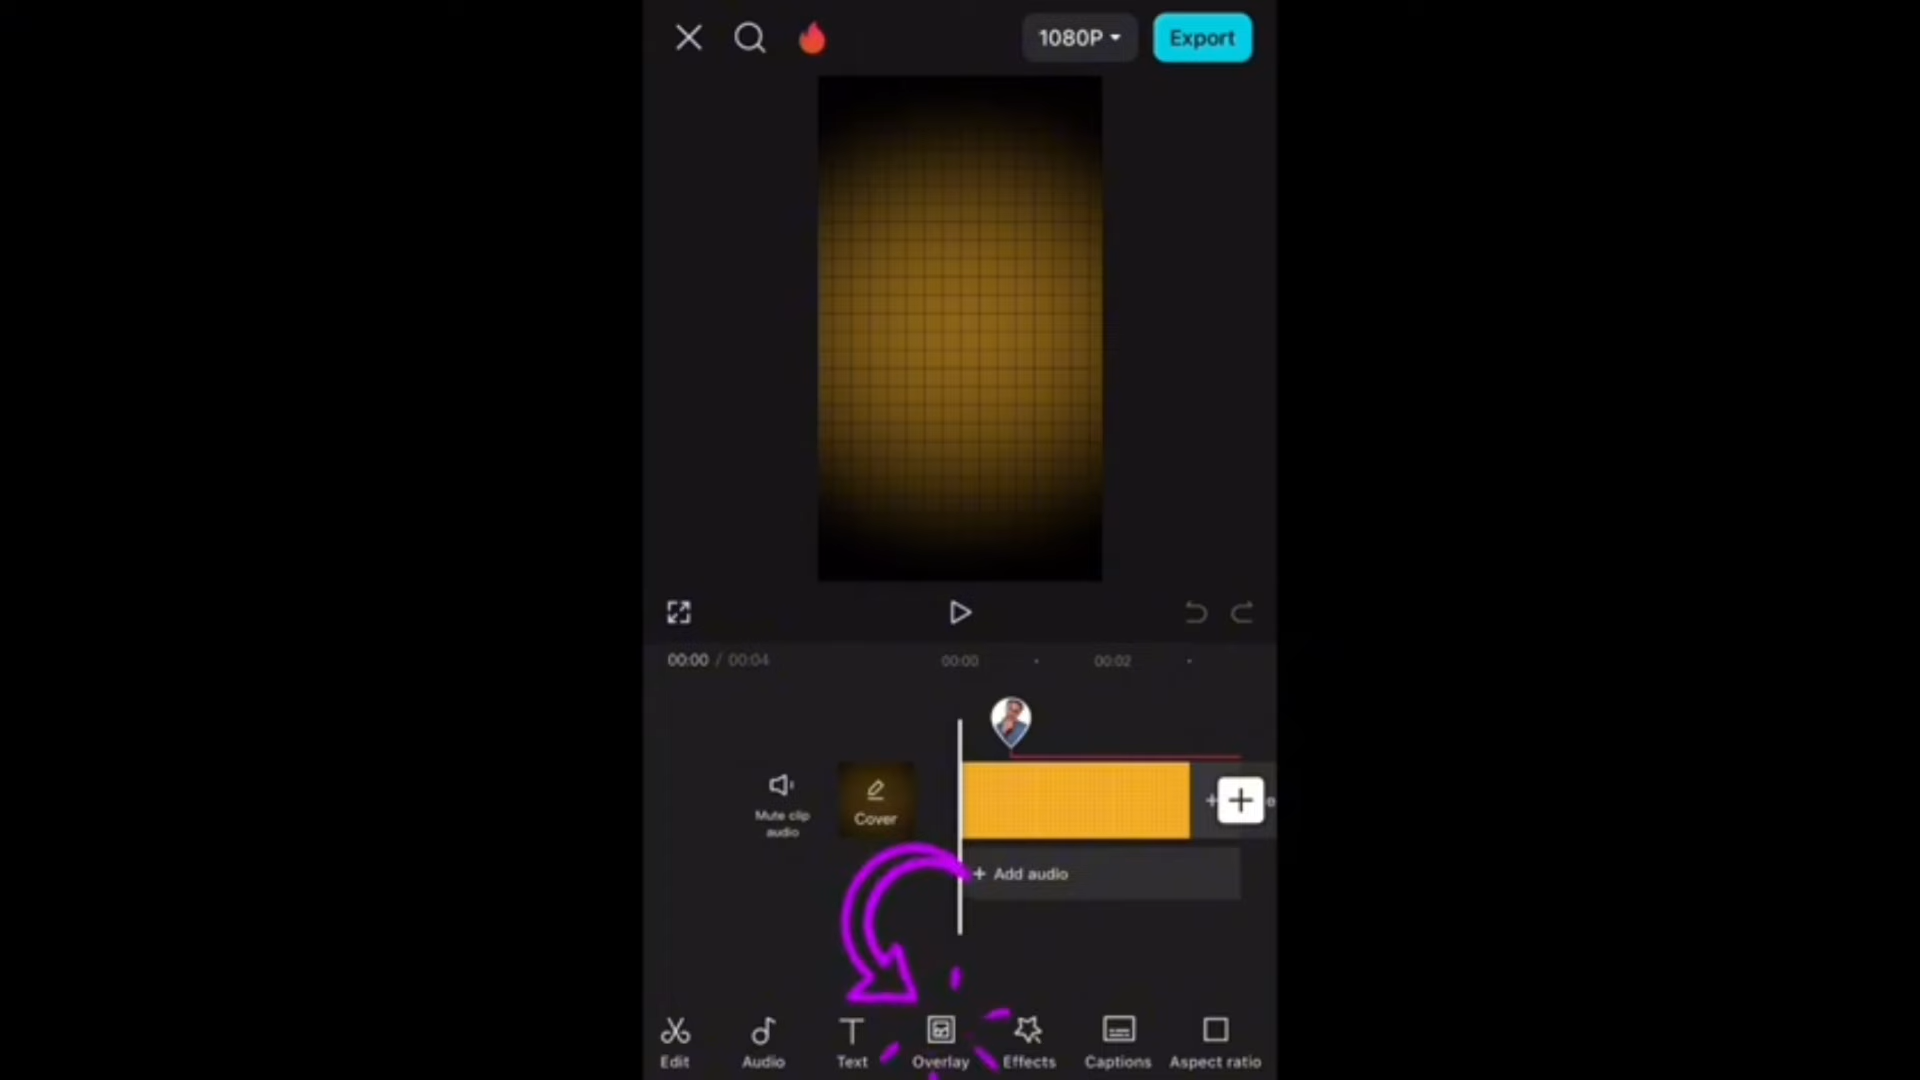 1080P
Export
00:00 / 00:04
00:00
00:02
Mute clip
audio
Cover
+ Add audio
Edit
Audio
Text
Overlay
Effects
Captions
Aspect ratio